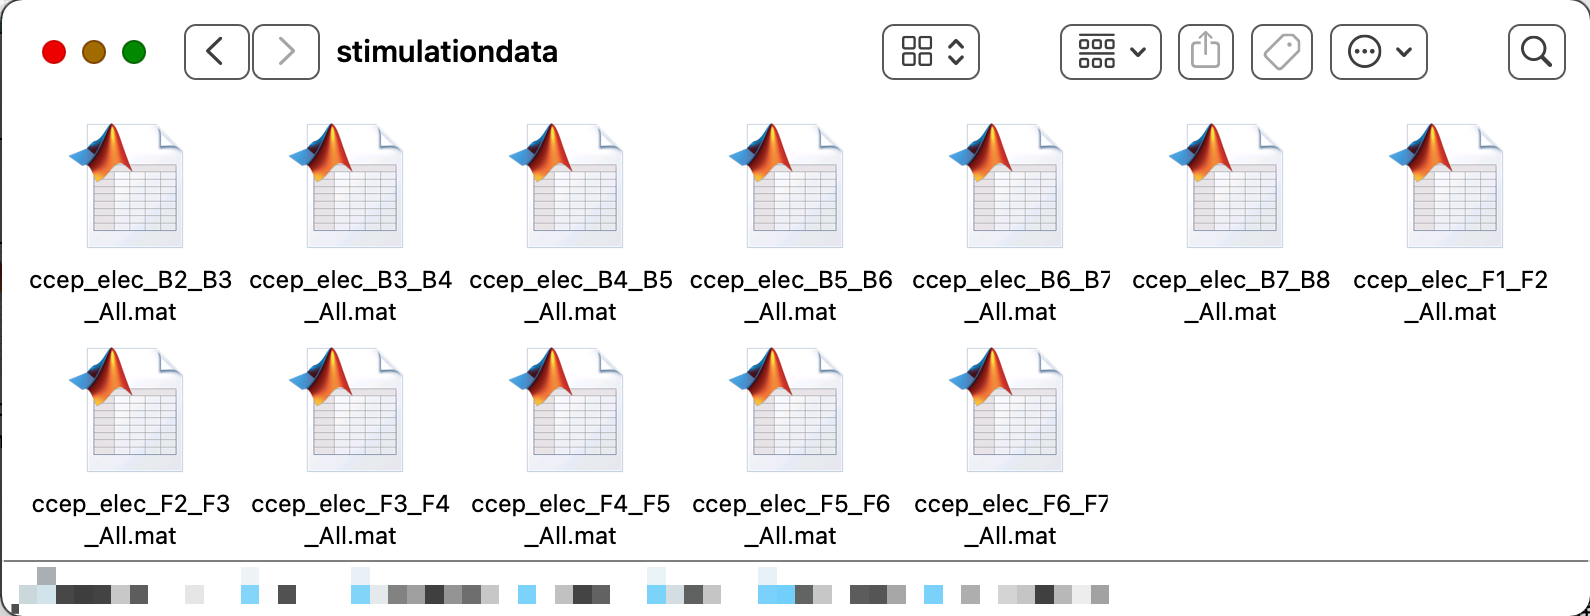 stimulationdata
ccep_elec_B2_B3 ccep_elec_B3_B4 ccep_elec_B4_B5 ccep_elec_B5_B6 ccep_elec_B6_B7 ccep_elec_B7_B8 ccep_elec_F1_F2
_All.mat _All.mat _All.mat _All.mat _All.mat _All.mat _All.mat
ccep_elec_F2_F3 ccep_elec_F3_F4 ccep_elec_F4_F5 ccep_elec_F5_F6 ccep_elec_F6_F7
_All.mat _All.mat _All.mat _All.mat _All.mat